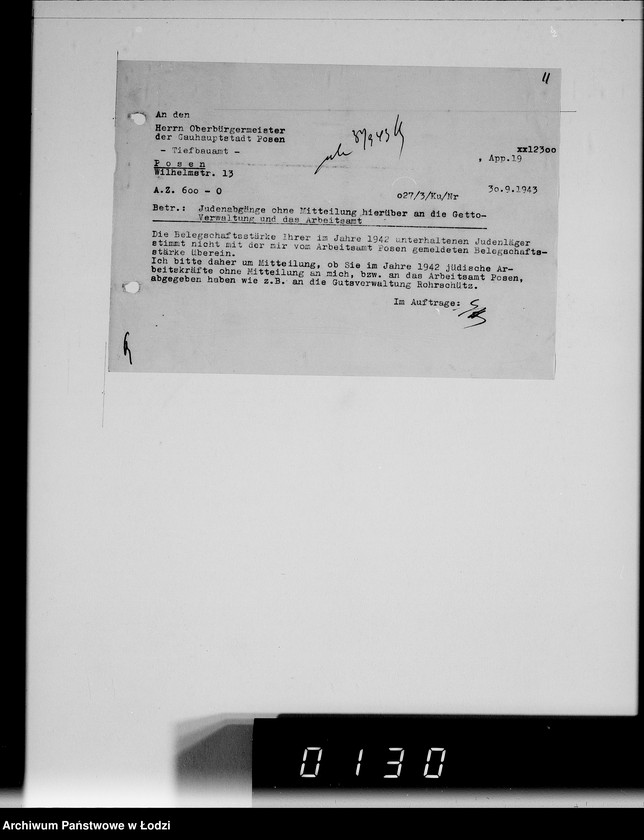 11
An den
Herrn Oberbürgermeister
der Gauhauptstadt Posen
- Tiefbauamt -
xx12300
, App.19
Posen
Wilhelmstr. 13
A.Z. 600 - 0
027/3/Ku/Nr
30.9.1943
Betr.: Judenabgänge ohne Mitteilung hierüber an die Getto-
Verwaltung und das Arbeitsamt
Die Belegschaftsstärke Ihrer im Jahre 1942 unterhaltenen Judenläger
stimmt nicht mit der mir vom Arbeitsamt Posen gemeldeten Belegschafts-
stärke überein.
Ich bitte daher um Mitteilung, ob Sie im Jahre 1942 jüdische Ar-
beitskräfte ohne Mitteilung an mich, bzw. an das Arbeitsamt Posen,
abgegeben haben wie z.B. an die Gutsverwaltung Rohrschütz.
Im Auftrage:
0130
Archiwum Państwowe w Łodzi